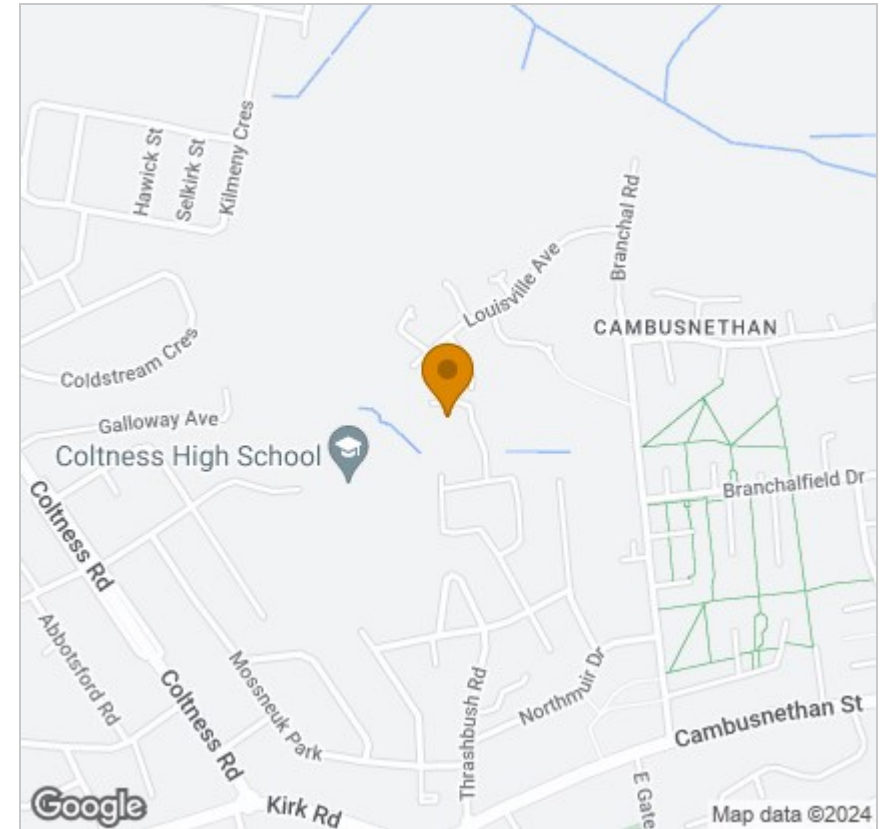 Hawick St
Selkirk St
Kilmeny Cres
Branchal Rd
Louisville Ave
CAMBUSNETHAN
Coldstream Cres
Galloway Ave
Coltness High School
Branchalfield Dr
Coltness Rd
Abbotsford Rd
Mossneuk Park
Coltness Rd
Thrashbush Rd
Northmuir Dr
Cambusnethan St
E Gate
Kirk Rd
Google
Map data ©2024